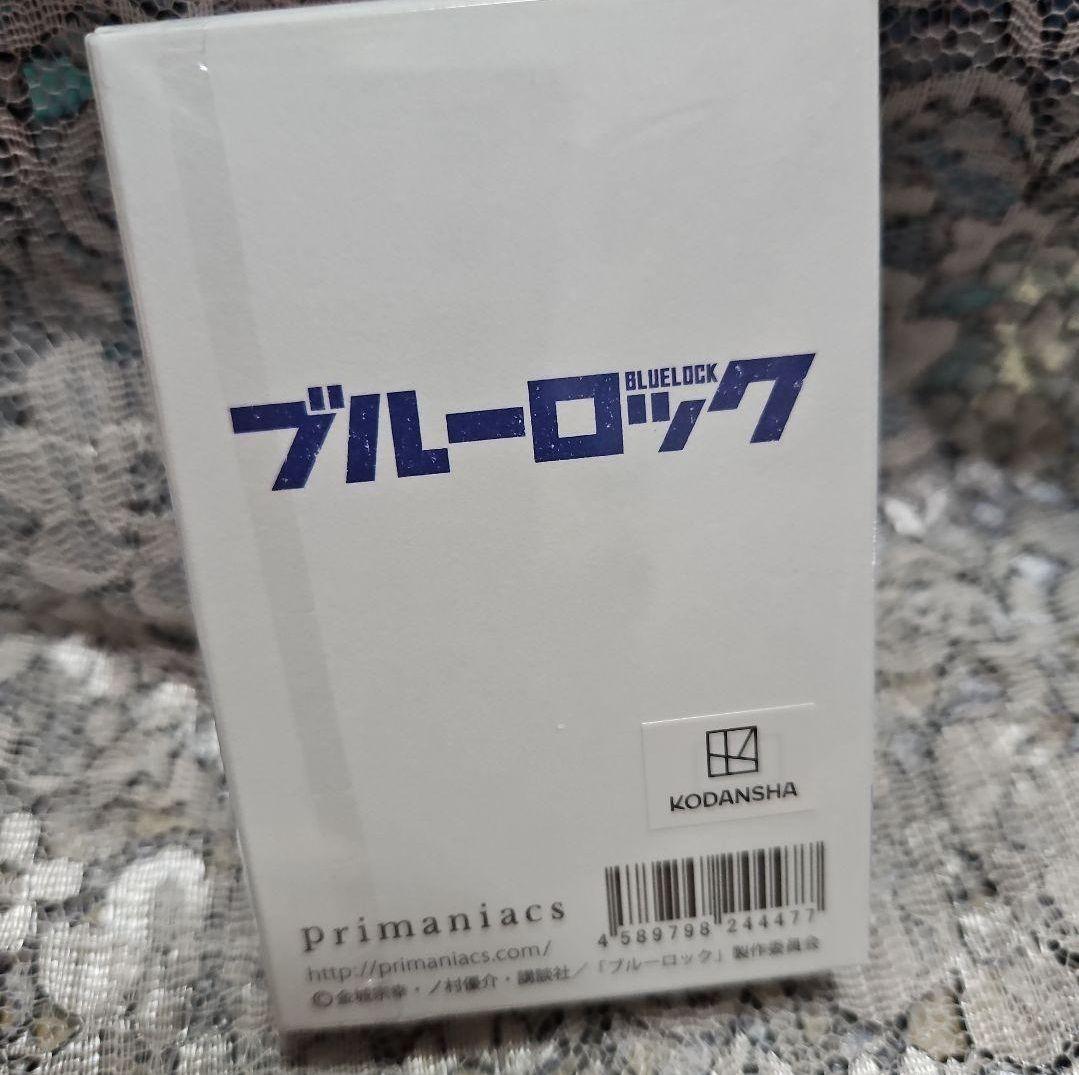 ブルーロック
BLUELOCK
KODANSHA
4 589798 244477
primaniacs
http://primaniacs.com/
©金城宗幸・ノ村優介・講談社/「ブルーロック」製作委員会